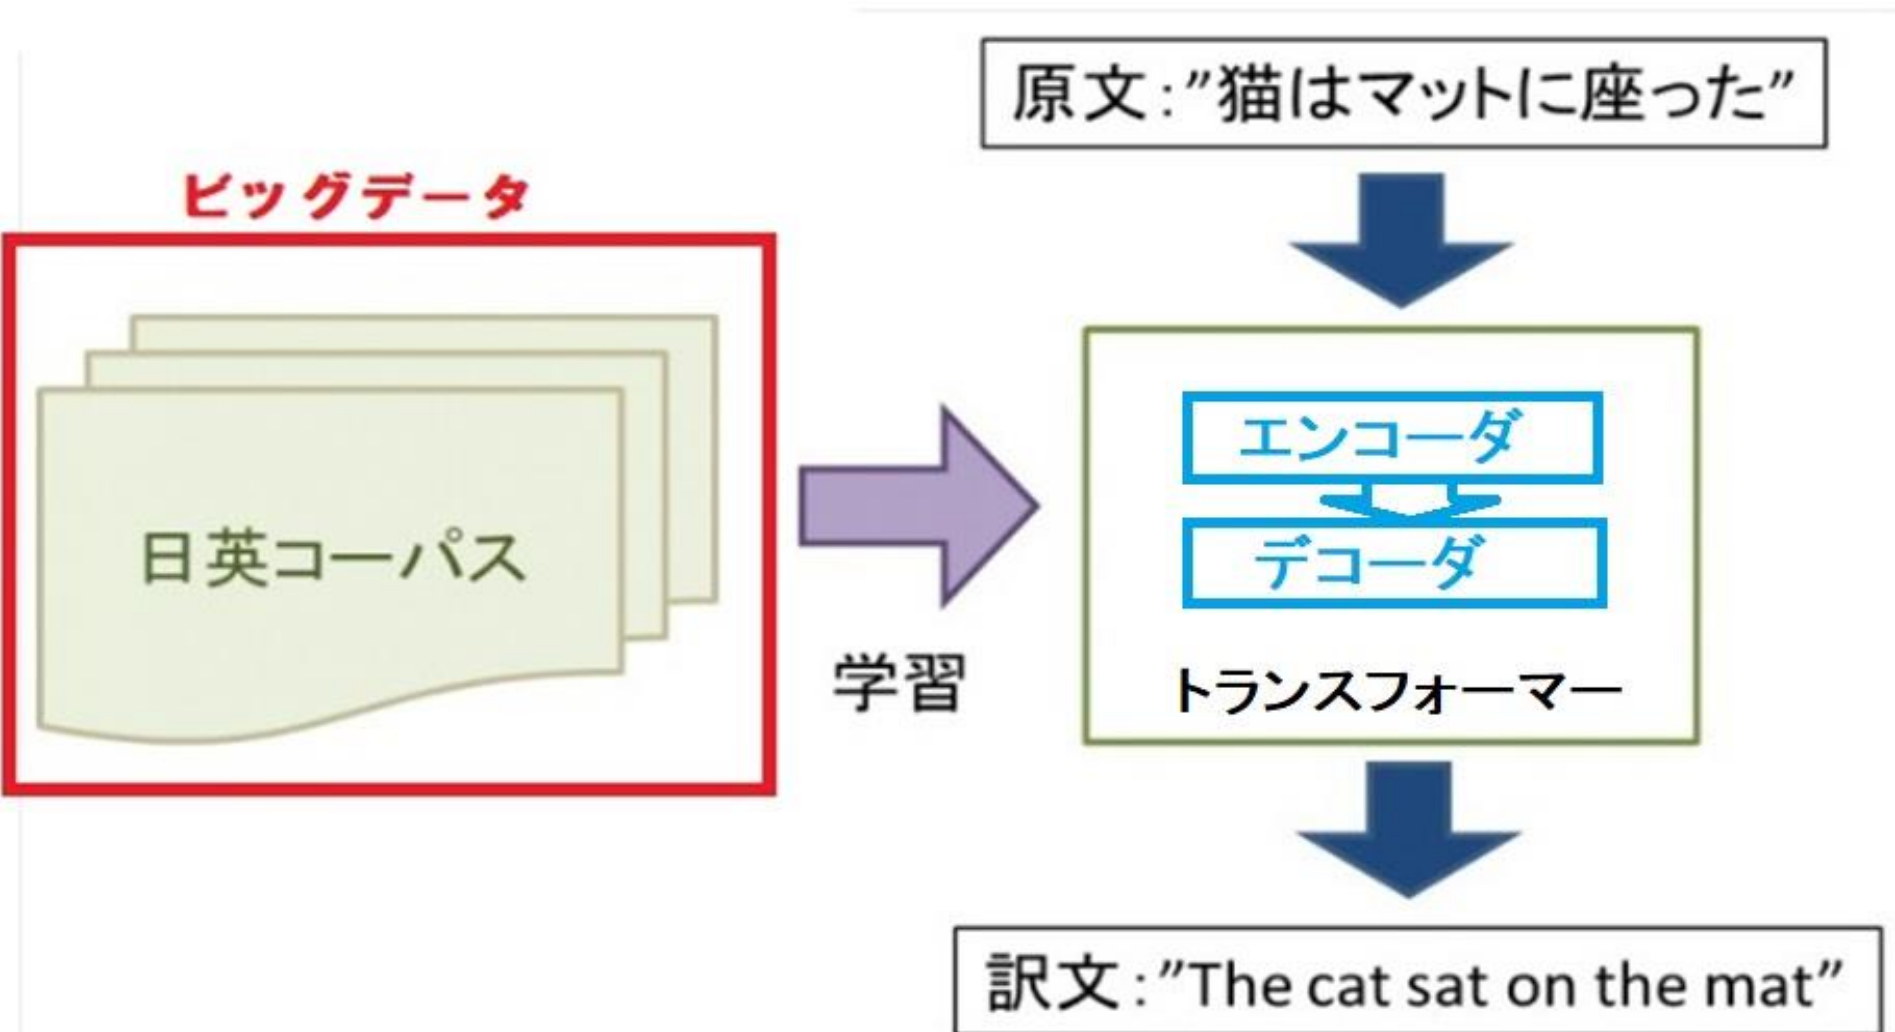 原文:”猫はマットに座った”
ビッグデータ
日英コーパス
学習
エンコーダ
デコーダ
トランスフォーマー
訳文:”The cat sat on the mat”